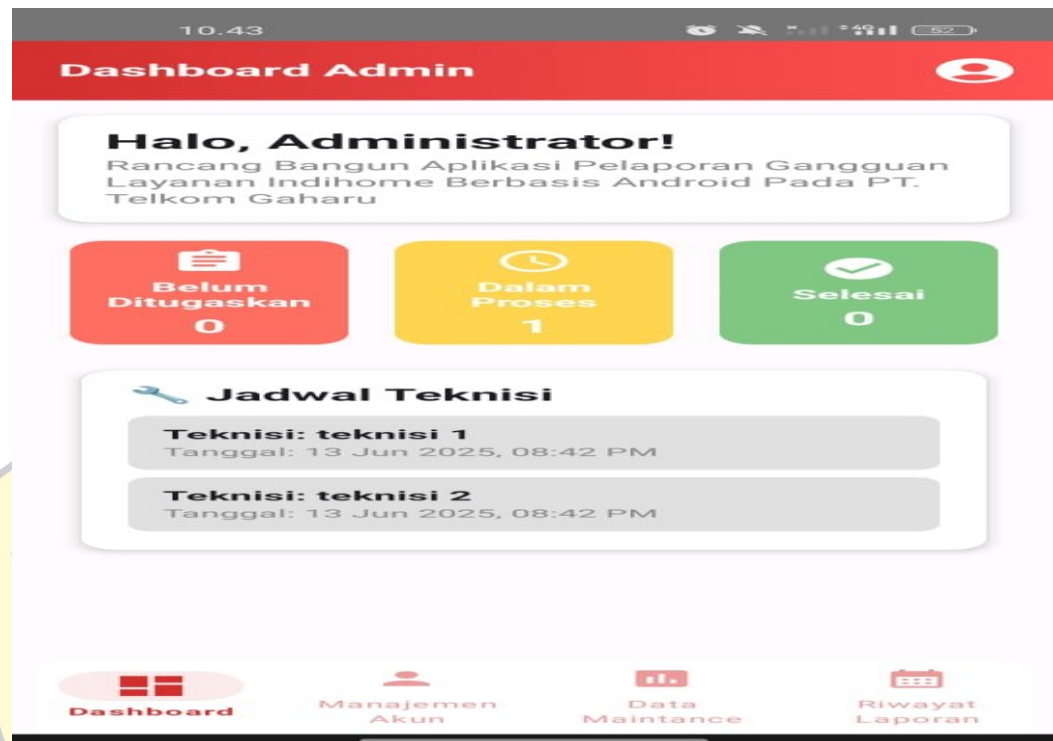 10.43
4G
52
Dashboard Admin
Halo, Administrator!
Rancang Bangun Aplikasi Pelaporan Gangguan
Layanan Indihome Berbasis Android Pada PT.
Telkom Gaharu
Belum
Ditugaskan
0
Dalam
Proses
1
Selesai
0
Jadwal Teknisi
Teknisi: teknisi 1
Tanggal: 13 Jun 2025, 08:42 PM
Teknisi: teknisi 2
Tanggal: 13 Jun 2025, 08:42 PM
Dashboard
Manajemen
Akun
Data
Maintance
Riwayat
Laporan